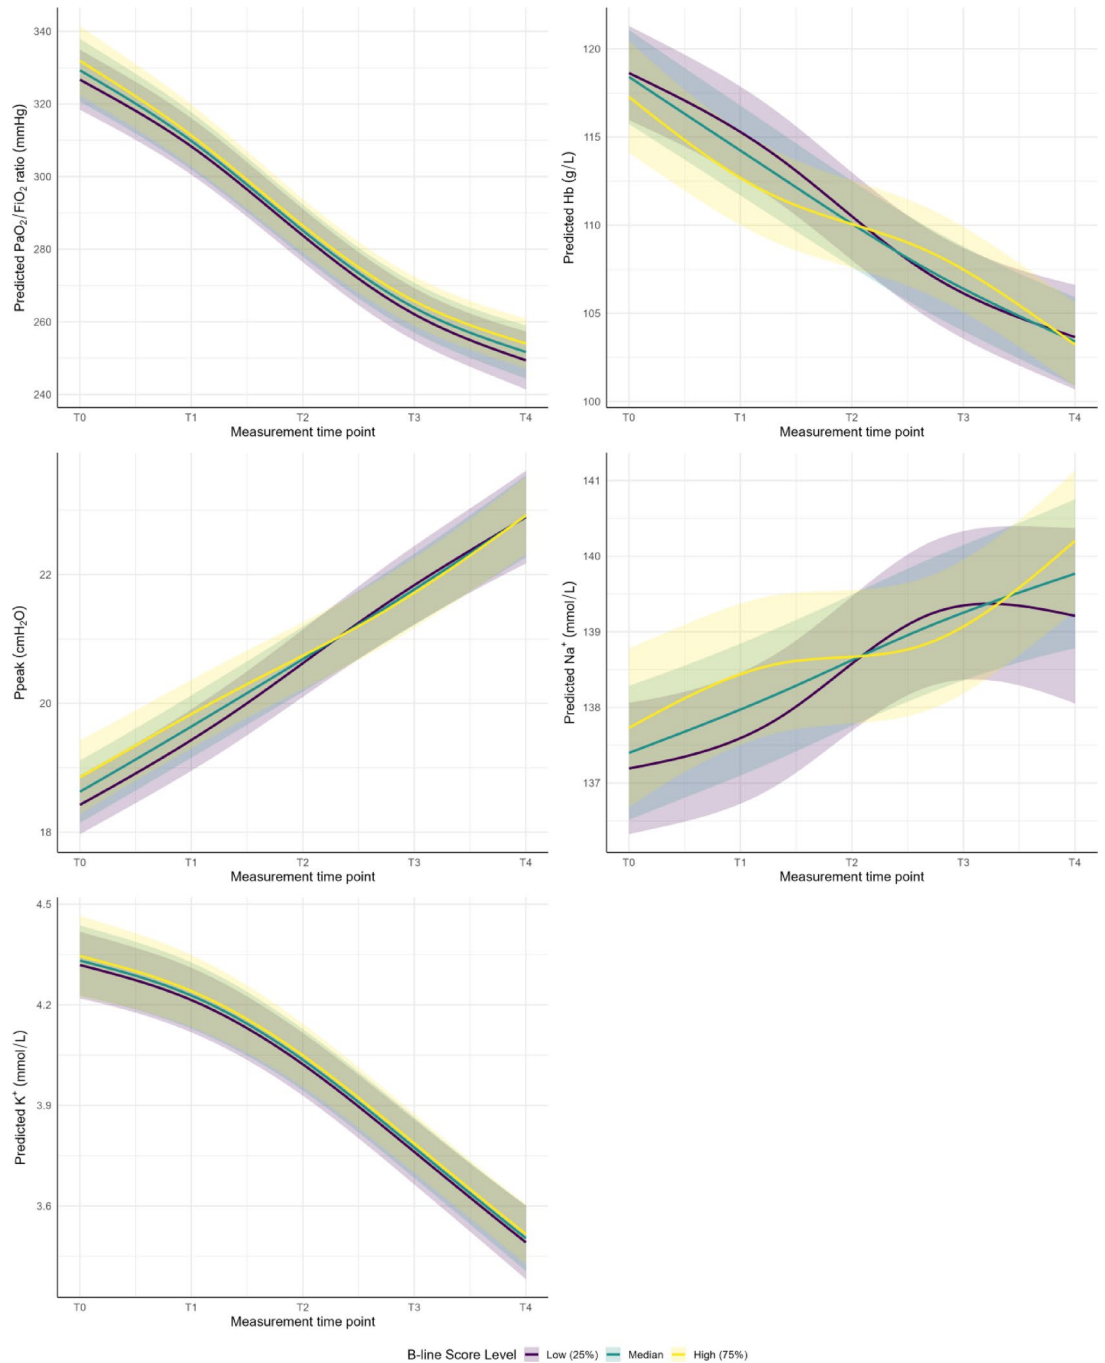 Predicted PaO₂/FiO₂ ratio (mmHg)
340
320
300
280
260
240
T0 T1 T2 T3 T4
Measurement time point
Predicted Hb (g/L)
120
115
110
105
100
T0 T1 T2 T3 T4
Measurement time point
Ppeak (cmH₂O)
22
20
18
T0 T1 T2 T3 T4
Measurement time point
Predicted Na⁺ (mmol/L)
141
140
139
138
137
T0 T1 T2 T3 T4
Measurement time point
Predicted K⁺ (mmol/L)
4.5
4.2
3.9
3.6
T0 T1 T2 T3 T4
Measurement time point
B-line Score Level Low (25%) Median High (75%)